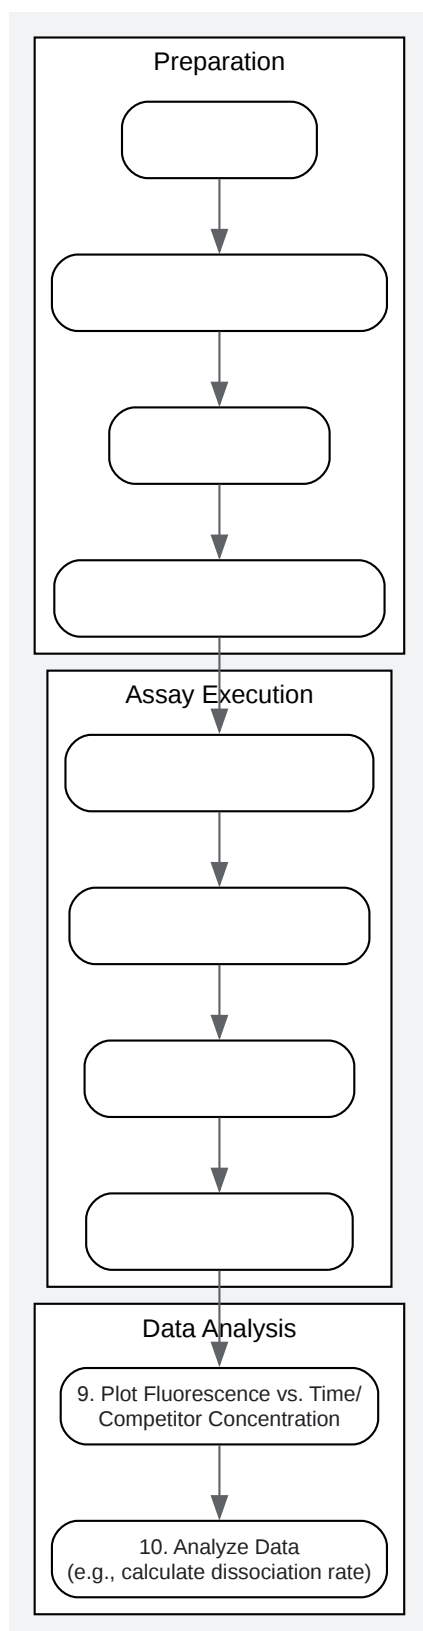 Preparation
Assay Execution
Data Analysis
9. Plot Fluorescence vs. Time/
Competitor Concentration
10. Analyze Data
(e.g., calculate dissociation rate)